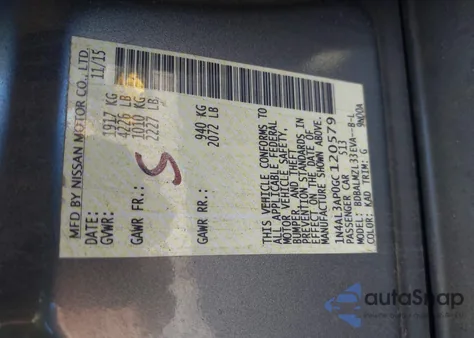 MFD BY NISSAN MOTOR CO., LTD.
DATE: 11/15
GVWR: 1917 KG
4226 LB
GAWR FR: 1010 KG
2227 LB
S
GAWR RR: 940 KG
2072 LB
THIS VEHICLE CONFORMS TO
ALL APPLICABLE FEDERAL
MOTOR VEHICLE SAFETY,
BUMPER, AND THEFT
PREVENTION STANDARDS IN
EFFECT ON THE DATE OF
MANUFACTURE SHOWN ABOVE.
1N4AL3AP0GC120579
PASSENGER CAR 313
MODEL: BDBALMZL33EVA--B-L
COLOR: KAD TRIM: G 9N00A
autoSnap